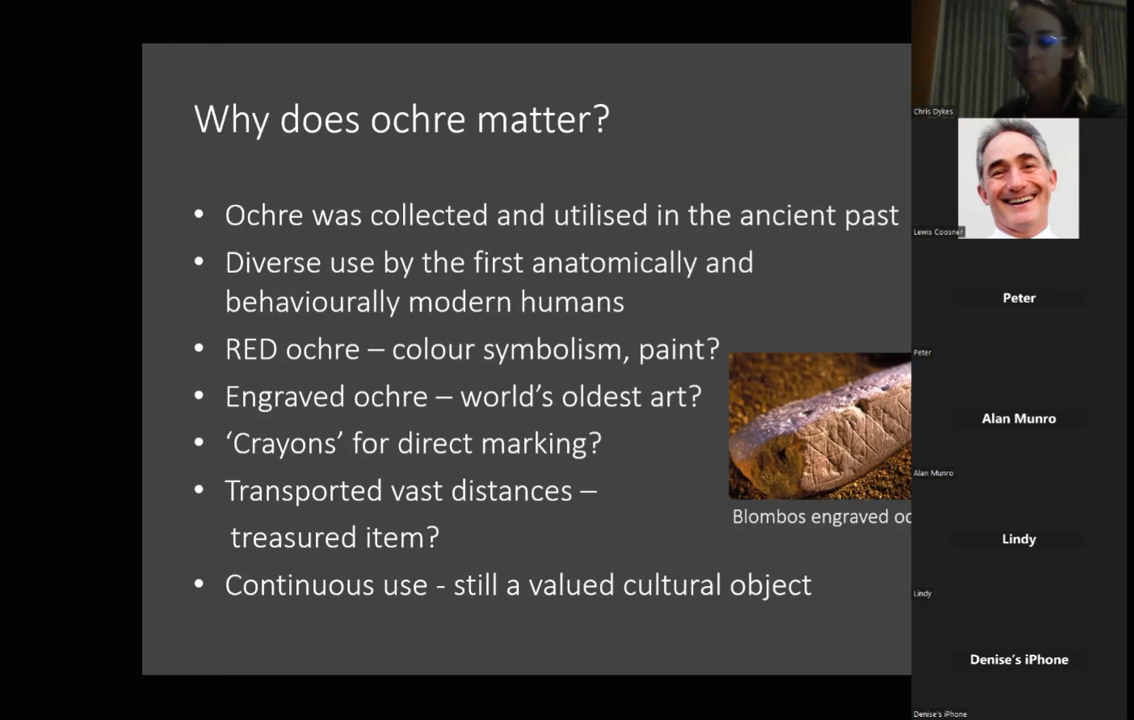 Why does ochre matter?
• Ochre was collected and utilised in the ancient past
• Diverse use by the first anatomically and
behaviourally modern humans
• RED ochre – colour symbolism, paint?
• Engraved ochre – world's oldest art?
• ‘Crayons’ for direct marking?
• Transported vast distances –
treasured item?
• Continuous use - still a valued cultural object
Blombos engraved oc
Chris Dykes
Lewis Coosner
Peter
Peter
Alan Munro
Alan Munro
Lindy
Lindy
Denise's iPhone
Denise's iPhone